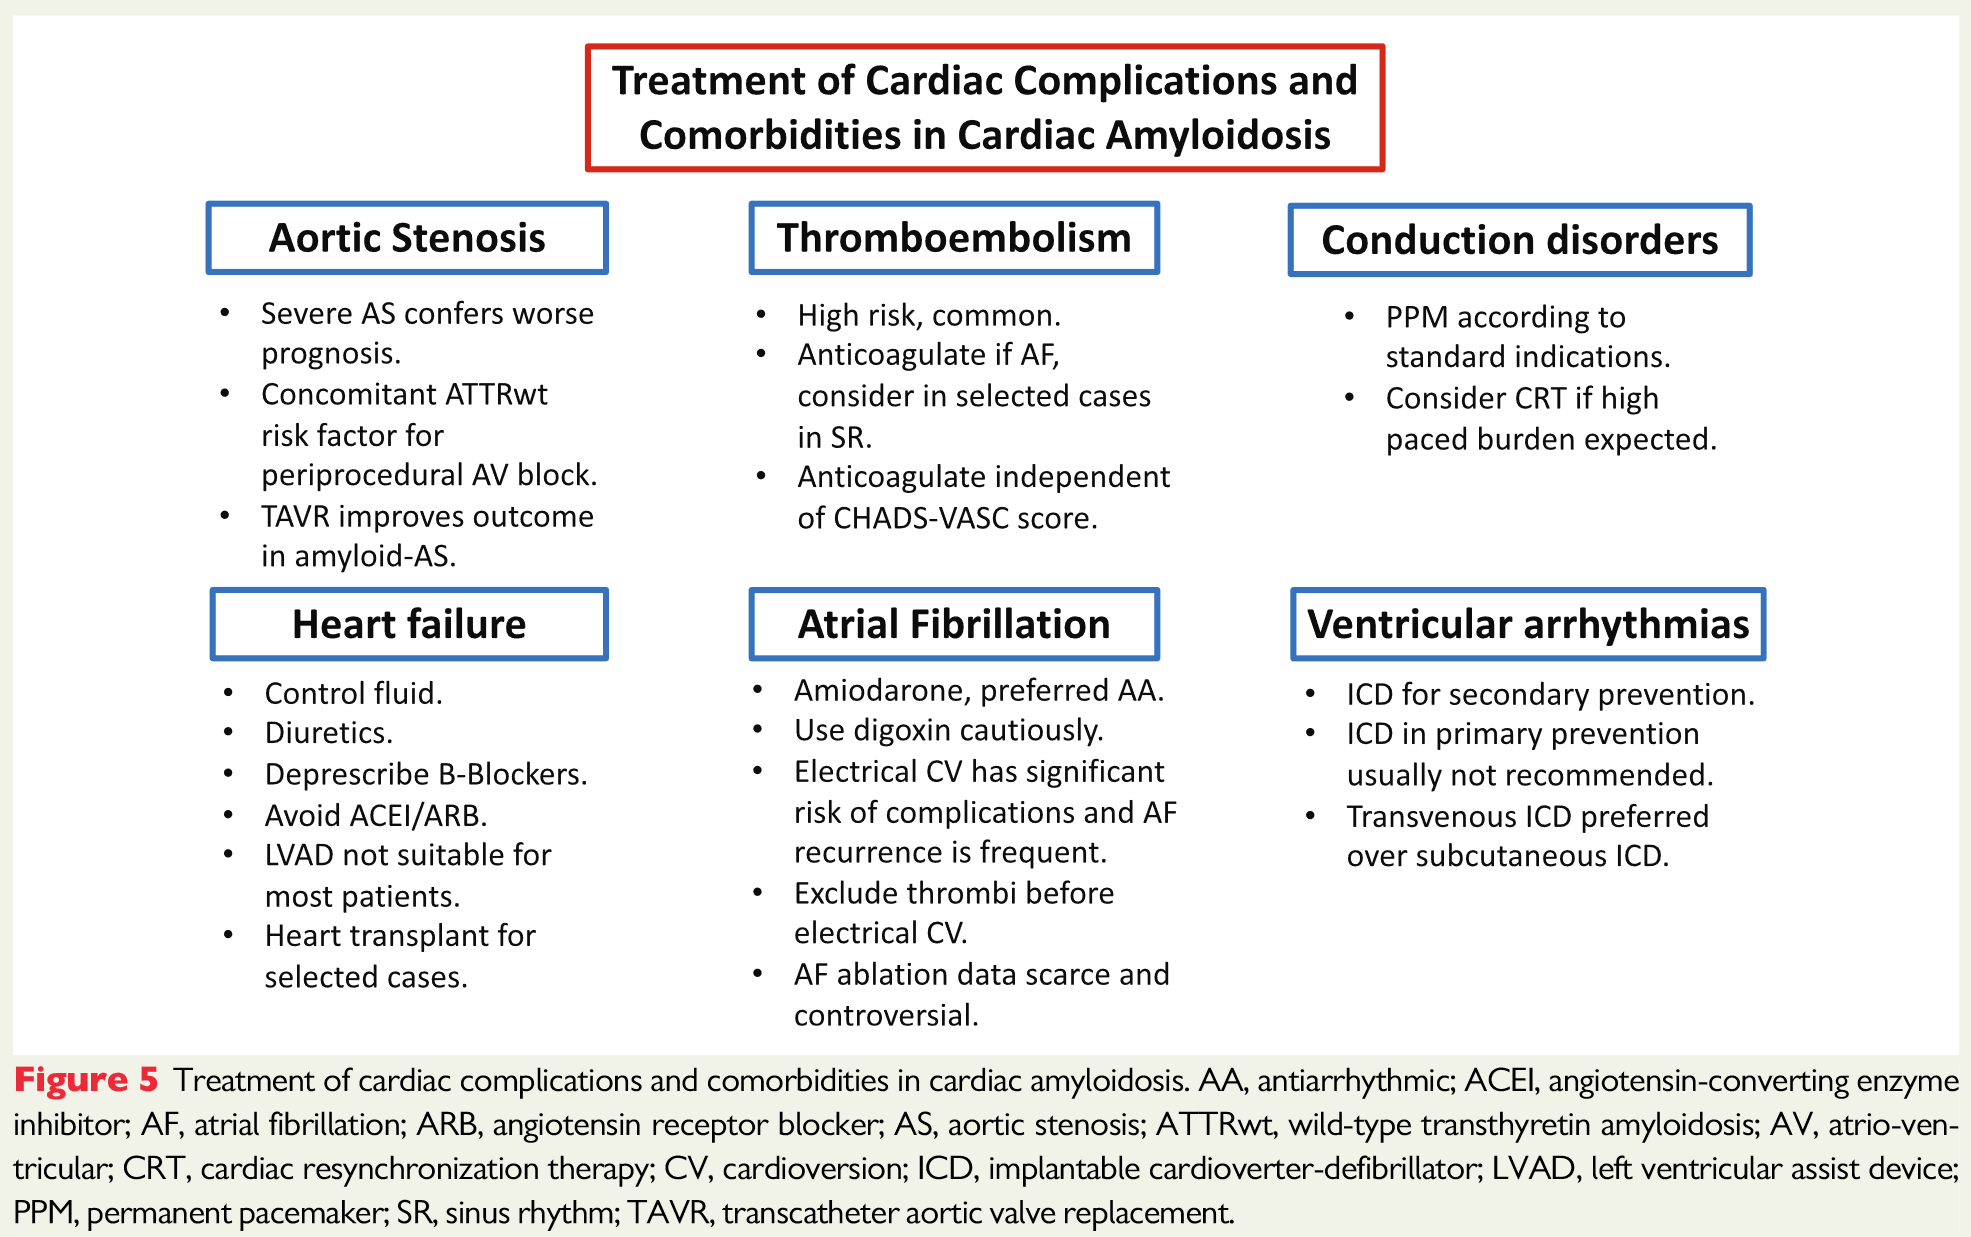 Treatment of Cardiac Complications and
Comorbidities in Cardiac Amyloidosis
Aortic Stenosis
• Severe AS confers worse
prognosis.
• Concomitant ATTRwt
risk factor for
periprocedural AV block.
• TAVR improves outcome
in amyloid-AS.
Thromboembolism
• High risk, common.
• Anticoagulate if AF,
consider in selected cases
in SR.
• Anticoagulate independent
of CHADS-VASC score.
Conduction disorders
• PPM according to
standard indications.
• Consider CRT if high
paced burden expected.
Heart failure
• Control fluid.
• Diuretics.
• Deprescribe B-Blockers.
• Avoid ACEI/ARB.
• LVAD not suitable for
most patients.
• Heart transplant for
selected cases.
Atrial Fibrillation
• Amiodarone, preferred AA.
• Use digoxin cautiously.
• Electrical CV has significant
risk of complications and AF
recurrence is frequent.
• Exclude thrombi before
electrical CV.
• AF ablation data scarce and
controversial.
Ventricular arrhythmias
• ICD for secondary prevention.
• ICD in primary prevention
usually not recommended.
• Transvenous ICD preferred
over subcutaneous ICD.
Figure 5 Treatment of cardiac complications and comorbidities in cardiac amyloidosis. AA, antiarrhythmic; ACEI, angiotensin-converting enzyme
inhibitor; AF, atrial fibrillation; ARB, angiotensin receptor blocker; AS, aortic stenosis; ATTRwt, wild-type transthyretin amyloidosis; AV, atrio-ven-
tricular; CRT, cardiac resynchronization therapy; CV, cardioversion; ICD, implantable cardioverter-defibrillator; LVAD, left ventricular assist device;
PPM, permanent pacemaker; SR, sinus rhythm; TAVR, transcatheter aortic valve replacement.